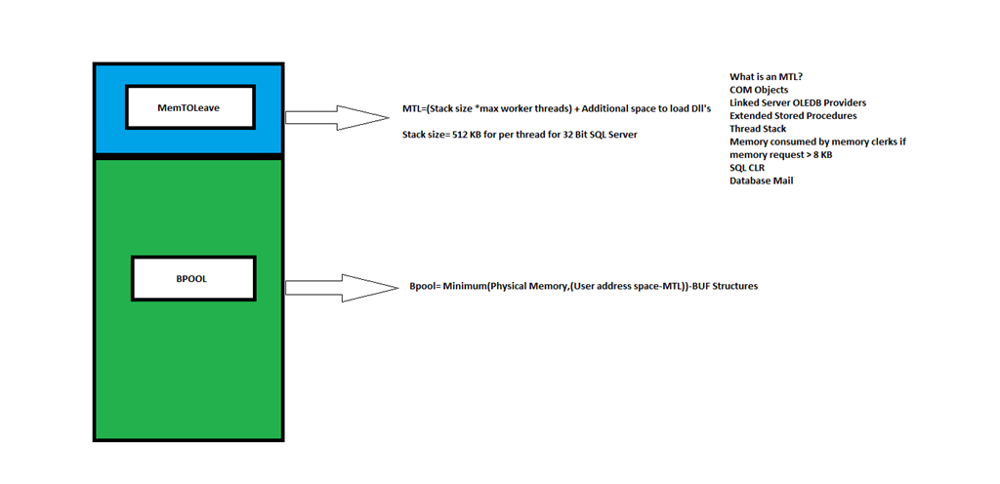 MemTOLeave
MTL=(Stack size *max worker threads) + Additional space to load Dll's
Stack size= 512 KB for per thread for 32 Bit SQL Server
What is an MTL?
COM Objects
Linked Server OLEDB Providers
Extended Stored Procedures
Thread Stack
Memory consumed by memory clerks if
memory request > 8 KB
SQL CLR
Database Mail
BPOOL
Bpool= Minimum(Physical Memory,(User address space-MTL))-BUF Structures